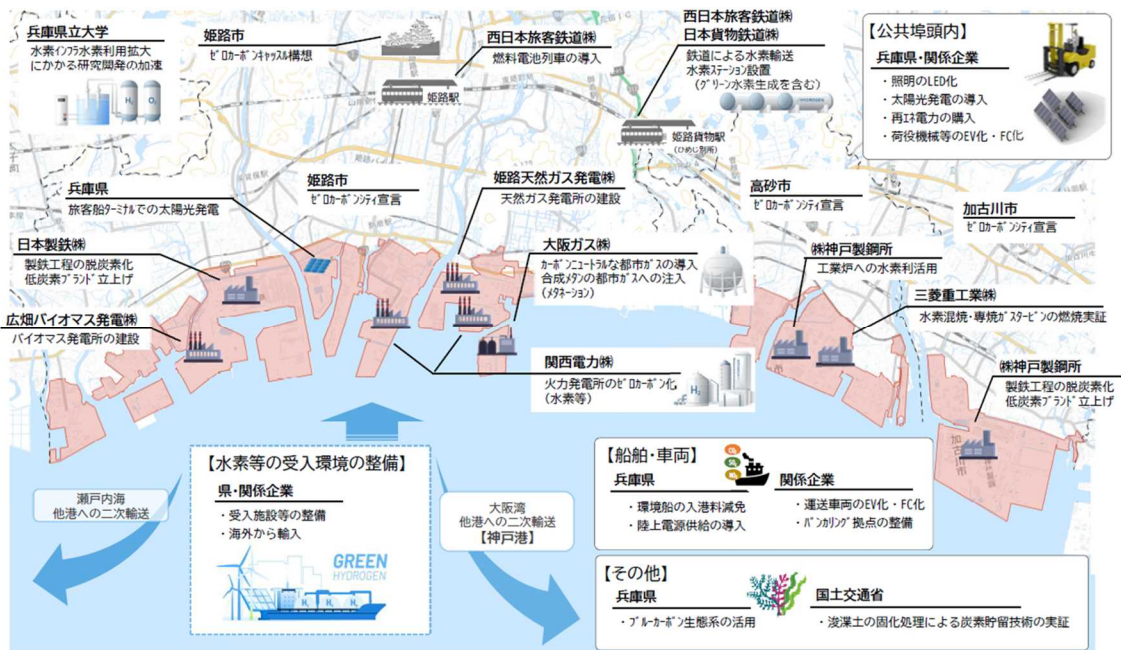 兵庫県立大学
水素インフラ水素利用拡大
にかかる研究開発の加速
H₂
O₂
姫路市
ゼロカーボンキャッスル構想
西日本旅客鉄道㈱
燃料電池列車の導入
姫路駅
西日本旅客鉄道㈱
日本貨物鉄道㈱
鉄道による水素輸送
水素ステーション設置
(グリーン水素生成を含む)
HYDROGEN
姫路貨物駅
(ひめじ別所)
【公共埠頭内】
兵庫県・関係企業
・照明のLED化
・太陽光発電の導入
・再エネ電力の購入
・荷役機械等のEV化・FC化
兵庫県
旅客船ターミナルでの太陽光発電
姫路市
ゼロカーボンシティ宣言
姫路天然ガス発電㈱
天然ガス発電所の建設
高砂市
ゼロカーボンシティ宣言
加古川市
ゼロカーボンシティ宣言
日本製鉄㈱
製鉄工程の脱炭素化
低炭素ブランド立上げ
大阪ガス㈱
カーボンニュートラルな都市ガスの導入
合成メタンの都市ガスへの注入
(メタネーション)
㈱神戸製鋼所
工業炉への水素利活用
三菱重工業㈱
水素混焼・専焼ガスタービンの燃焼実証
広畑バイオマス発電㈱
バイオマス発電所の建設
関西電力㈱
火力発電所のゼロカーボン化
(水素等)
H₂
㈱神戸製鋼所
製鉄工程の脱炭素化
低炭素ブランド立上げ
加古川市
【水素等の受入環境の整備】
県・関係企業
・受入施設等の整備
・海外から輸入
GREEN
HYDROGEN
H₂ H₂ H₂
瀬戸内海
他港への二次輸送
大阪湾
他港への二次輸送
【神戸港】
【船舶・車両】
兵庫県
・環境船の入港料減免
・陸上電源供給の導入
関係企業
・運送車両のEV化・FC化
・バンカリング拠点の整備
【その他】
兵庫県
・ブルーカーボン生態系の活用
国土交通省
・浚渫土の固化処理による炭素貯留技術の実証